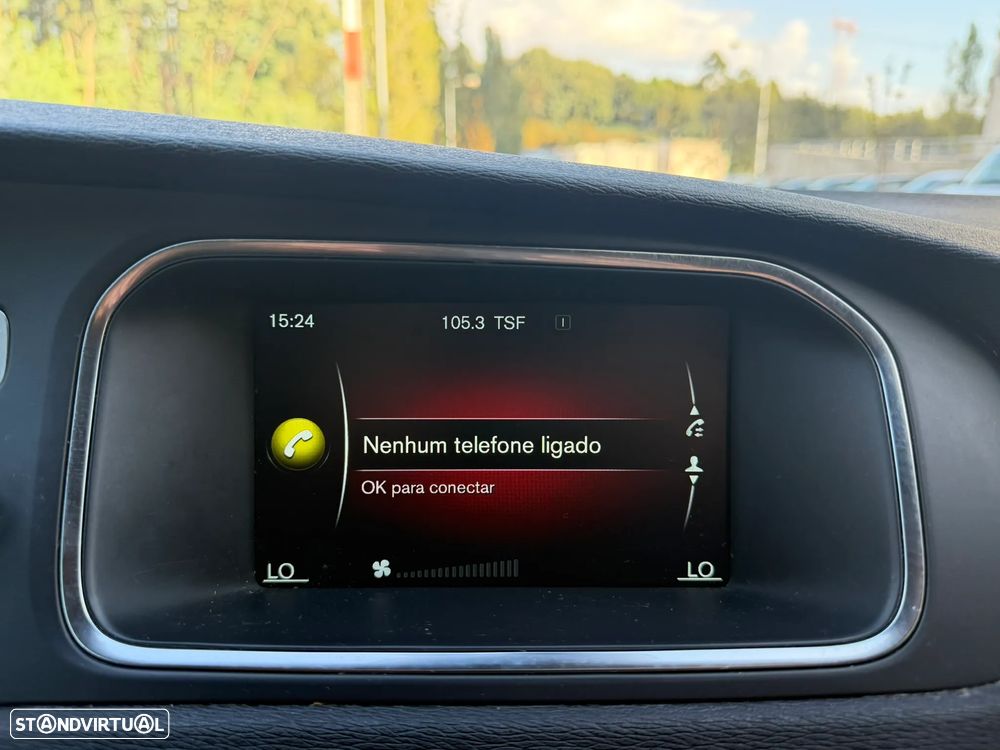 15:24
105.3 TSF I
Nenhum telefone ligado
OK para conectar
LO LO
STANDVIRTUAL